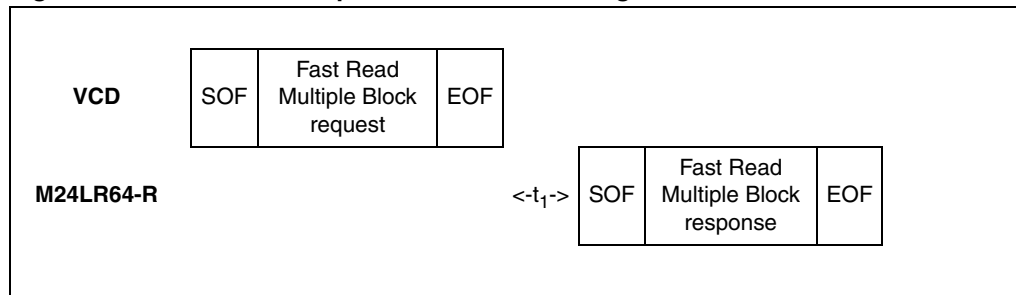 VCD
SOF
Fast Read
Multiple Block
request
EOF
M24LR64-R
<-t1->
SOF
Fast Read
Multiple Block
response
EOF